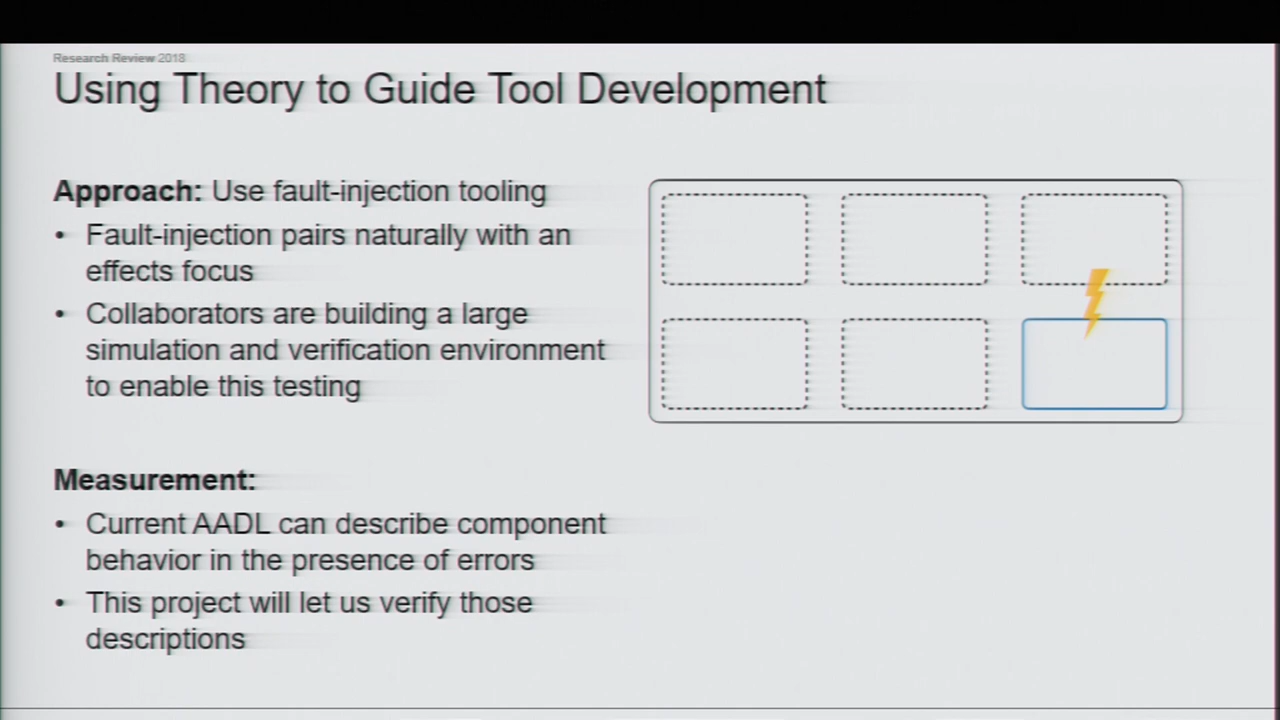 Research Review 2018
Using Theory to Guide Tool Development
Approach: Use fault-injection tooling
• Fault-injection pairs naturally with an
effects focus
• Collaborators are building a large
simulation and verification environment
to enable this testing
Measurement:
• Current AADL can describe component
behavior in the presence of errors
• This project will let us verify those
descriptions